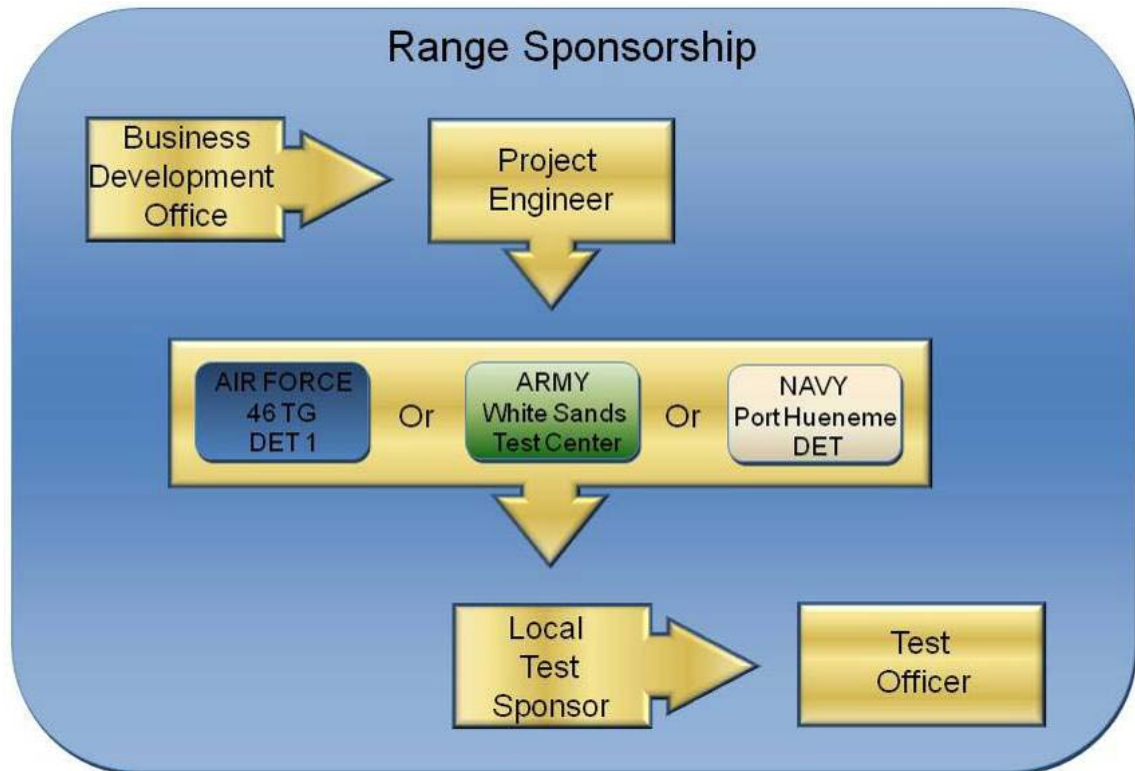 Range Sponsorship
Business
Development
Office
Project
Engineer
AIR FORCE
46 TG
DET 1
Or
ARMY
White Sands
Test Center
Or
NAVY
Port Hueneme
DET
Local
Test
Sponsor
Test
Officer